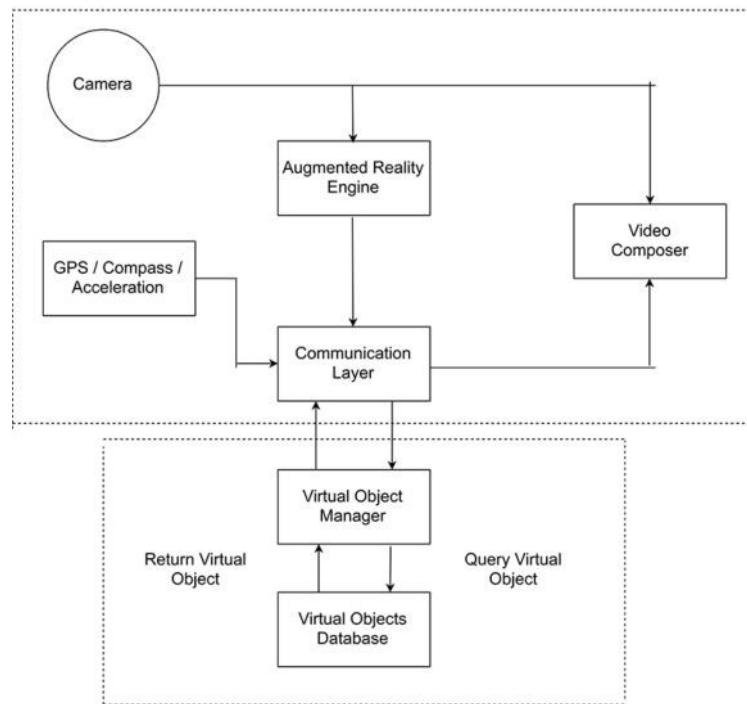 Camera
Augmented Reality
Engine
Video
Composer
GPS / Compass /
Acceleration
Communication
Layer
Virtual Object
Manager
Return Virtual
Object
Query Virtual
Object
Virtual Objects
Database